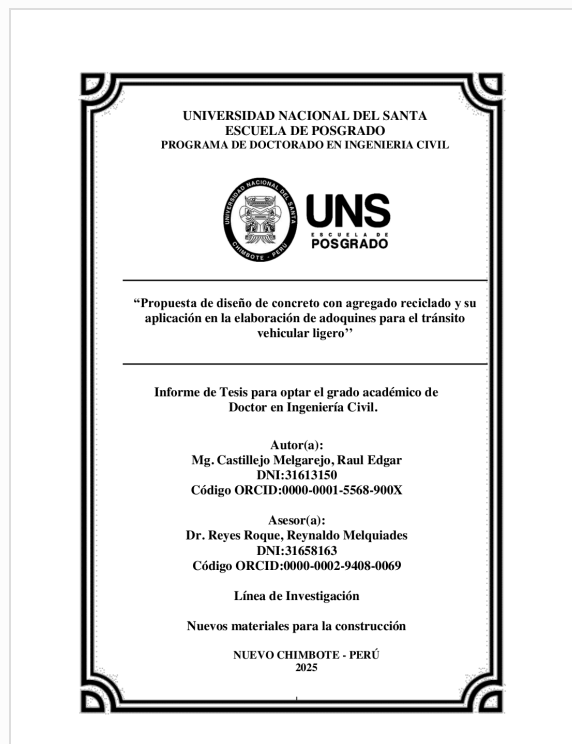 UNIVERSIDAD NACIONAL DEL SANTA
ESCUELA DE POSGRADO
PROGRAMA DE DOCTORADO EN INGENIERIA CIVIL
UNIVERSIDAD NACIONAL DEL SANTA
CHIMBOTE - PERU
UNS
ESCUELA DE
POSGRADO
“Propuesta de diseño de concreto con agregado reciclado y su
aplicación en la elaboración de adoquines para el tránsito
vehicular ligero’’
Informe de Tesis para optar el grado académico de
Doctor en Ingeniería Civil.
Autor(a):
Mg. Castillejo Melgarejo, Raul Edgar
DNI:31613150
Código ORCID:0000-0001-5568-900X
Asesor(a):
Dr. Reyes Roque, Reynaldo Melquiades
DNI:31658163
Código ORCID:0000-0002-9408-0069
Línea de Investigación
Nuevos materiales para la construcción
NUEVO CHIMBOTE - PERÚ
2025